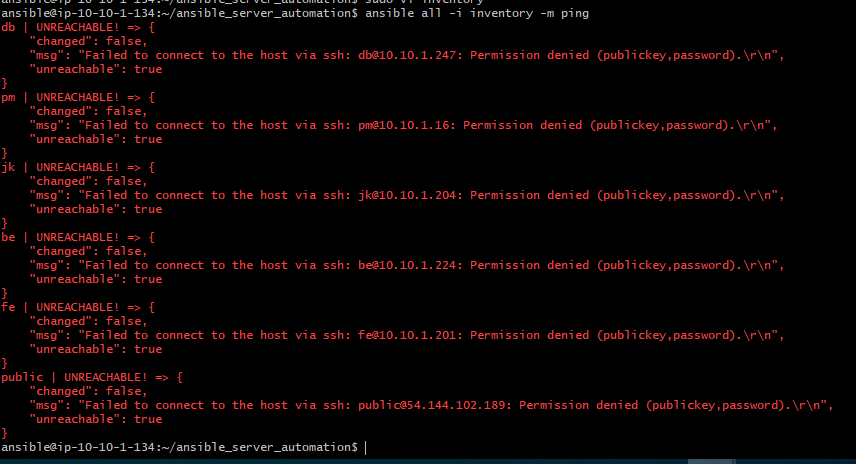 ansible@ip-10-10-1-134:~/ansible_server_automation$ sudo vi inventory
ansible@ip-10-10-1-134:~/ansible_server_automation$ ansible all -i inventory -m ping
db | UNREACHABLE! => {
    "changed": false,
    "msg": "Failed to connect to the host via ssh: db@10.10.1.247: Permission denied (publickey,password).\r\n",
    "unreachable": true
}
pm | UNREACHABLE! => {
    "changed": false,
    "msg": "Failed to connect to the host via ssh: pm@10.10.1.16: Permission denied (publickey,password).\r\n",
    "unreachable": true
}
jk | UNREACHABLE! => {
    "changed": false,
    "msg": "Failed to connect to the host via ssh: jk@10.10.1.204: Permission denied (publickey,password).\r\n",
    "unreachable": true
}
be | UNREACHABLE! => {
    "changed": false,
    "msg": "Failed to connect to the host via ssh: be@10.10.1.224: Permission denied (publickey,password).\r\n",
    "unreachable": true
}
fe | UNREACHABLE! => {
    "changed": false,
    "msg": "Failed to connect to the host via ssh: fe@10.10.1.201: Permission denied (publickey,password).\r\n",
    "unreachable": true
}
public | UNREACHABLE! => {
    "changed": false,
    "msg": "Failed to connect to the host via ssh: public@54.144.102.189: Permission denied (publickey,password).\r\n",
    "unreachable": true
}
ansible@ip-10-10-1-134:~/ansible_server_automation$